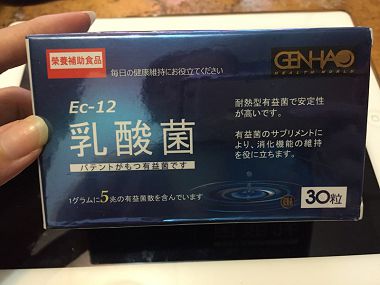 栄養補助食品
毎日の健康維持にお役立てください
GENHAO
HEALTH WORLD
Ec-12
乳酸菌
パテントがもつ有益菌です
1グラムに5兆の有益菌数を含んでいます
耐熱型有益菌で安定性
が高いです。
有益菌のサプリメントに
より、消化機能の維持
を役に立ちます。
30粒